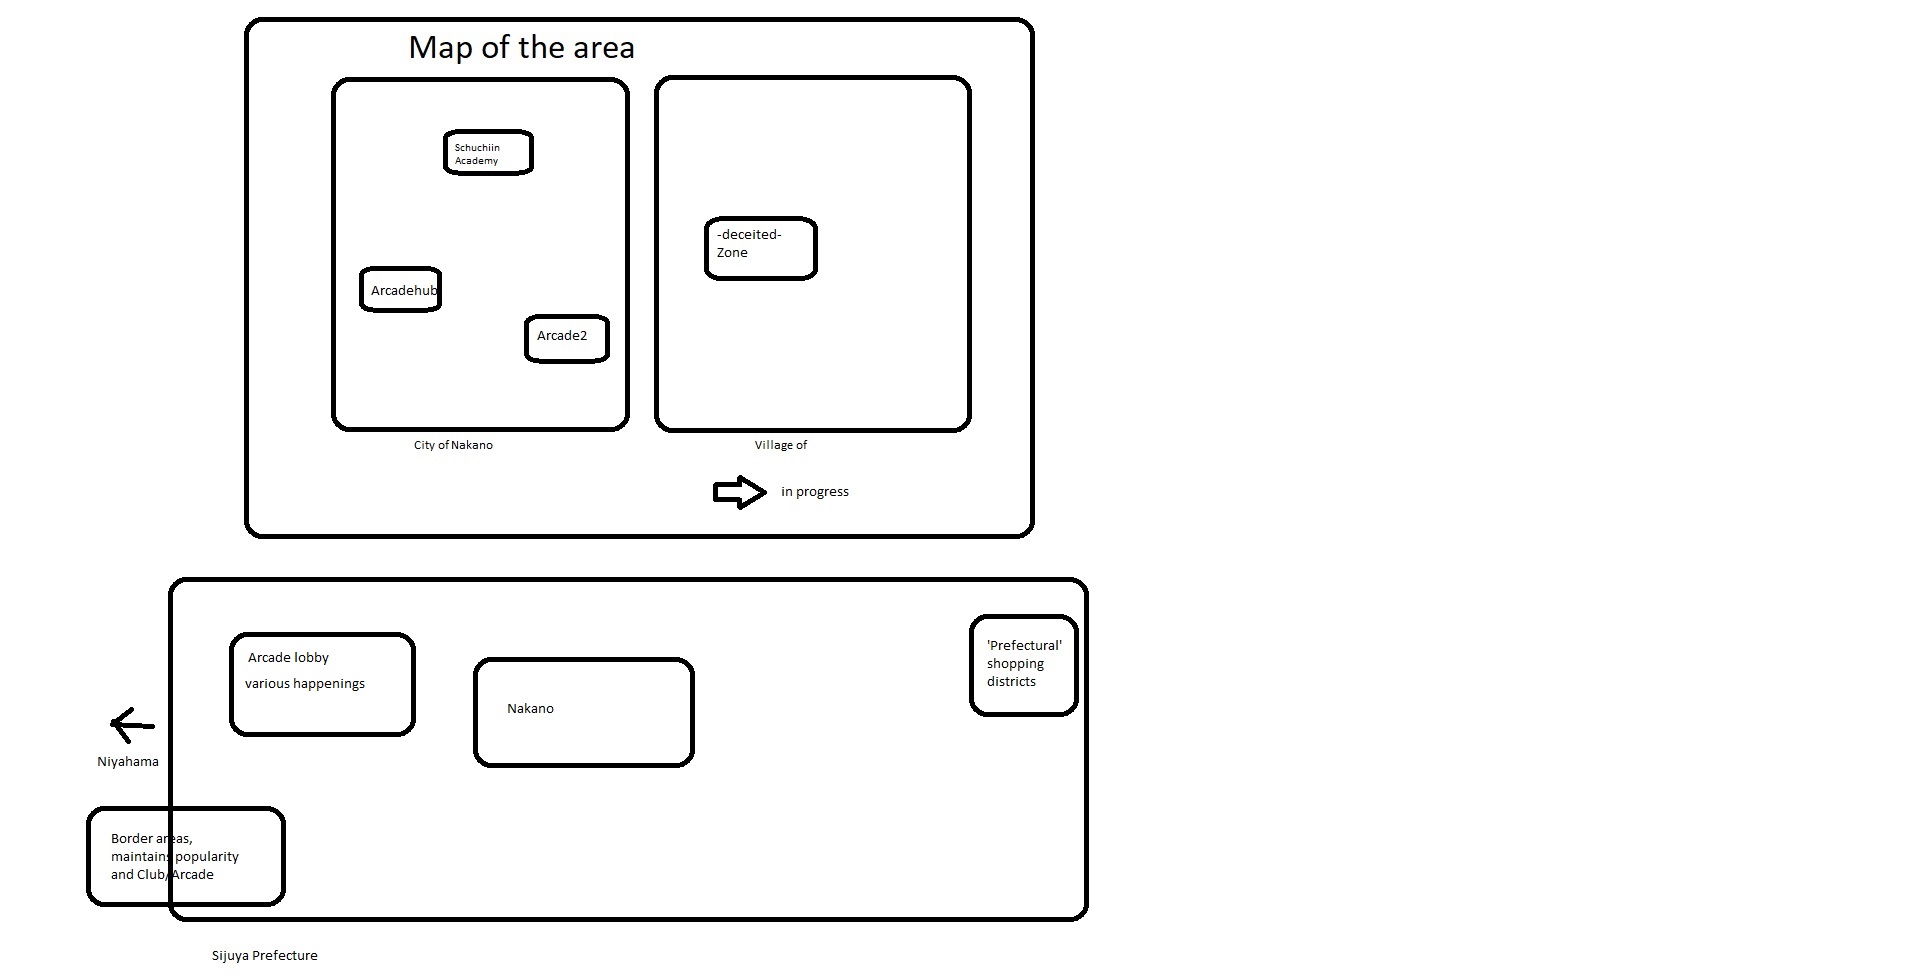 Map of the area
Schuchiin
Academy
-deceited-
Zone
Arcadehub
Arcade2
City of Nakano
Village of
in progress
Arcade lobby
various happenings
Nakano
'Prefectural'
shopping
districts
Niyahama
Border areas,
maintains popularity
and Club/Arcade
Sijuya Prefecture